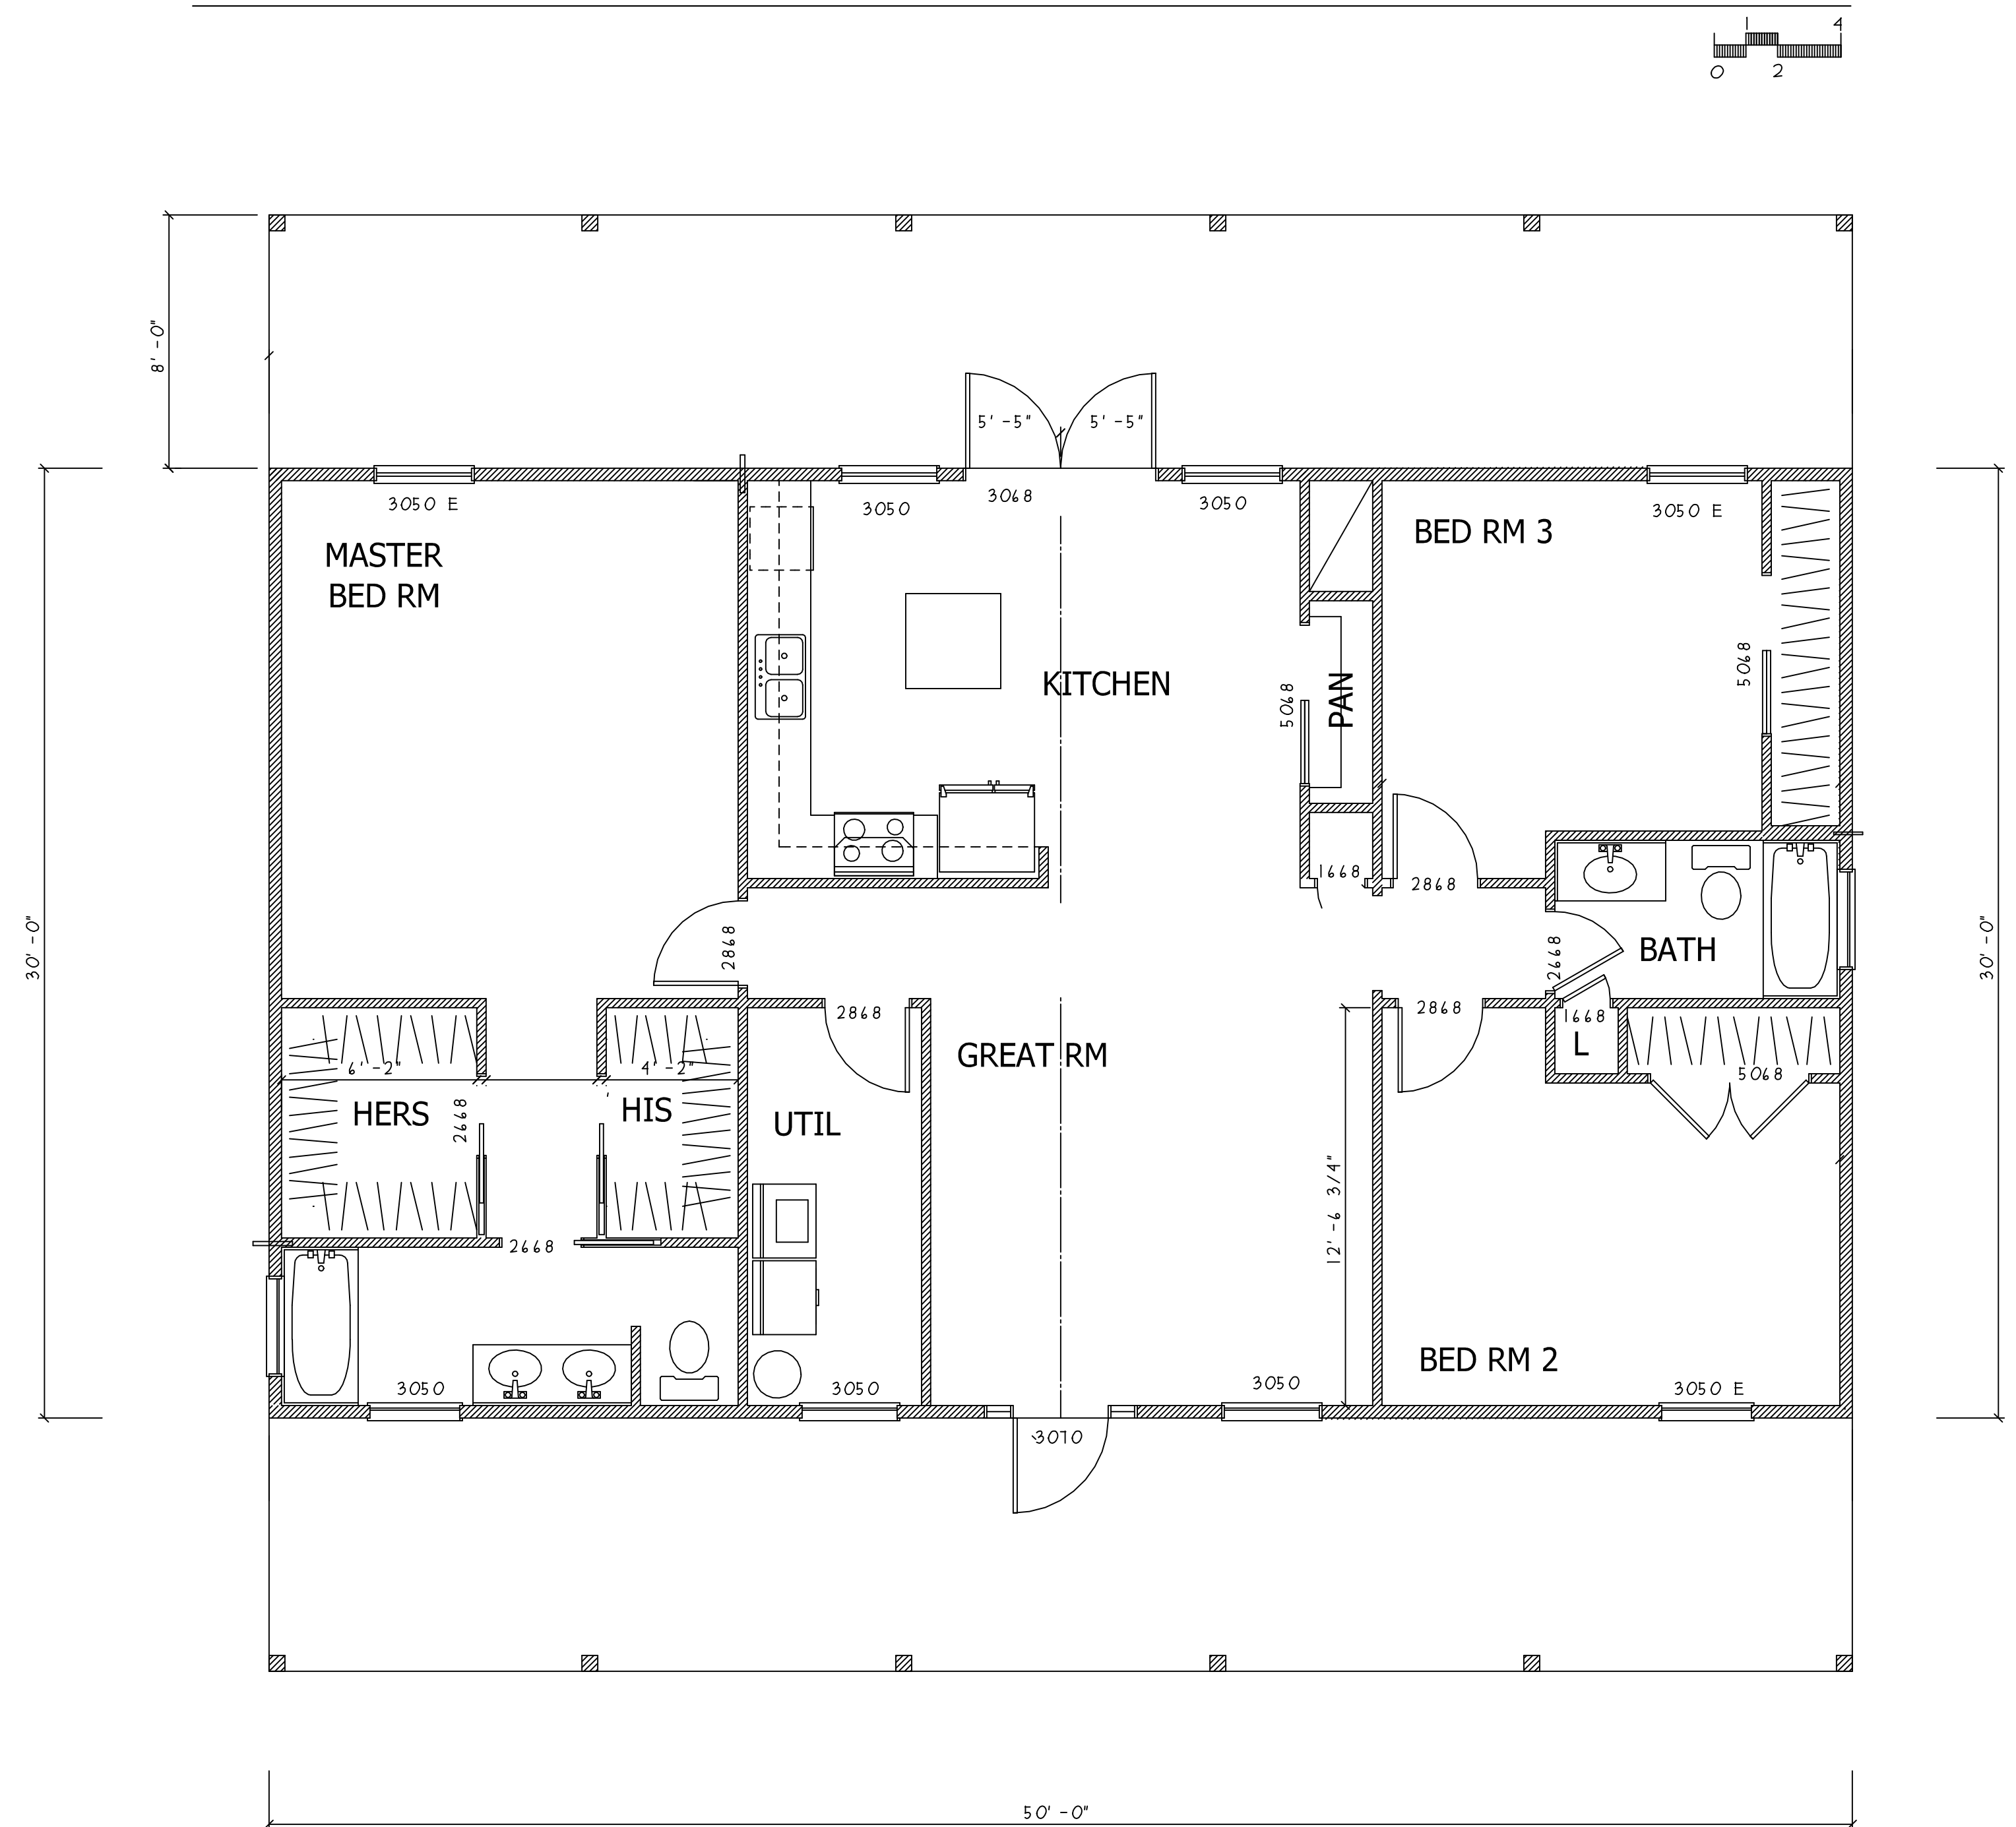 1 4
0 2
8'-0"
5'-5" 5'-5"
3050 E
3050
3068
3050
3050 E
MASTER
BED RM
BED RM 3
KITCHEN
5068
PAN
5068
1668
2868
2868
2668
BATH
30'-0"
30'-0"
2868
2868
1668
L
GREAT RM
6'-2"
4'-2"
5068
HERS
2668
HIS
UTIL
12'-6 3/4"
2668
BED RM 2
3050
3050
3050
3050 E
3070
50'-0"